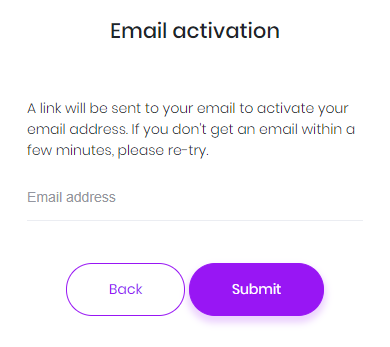 Email activation
A link will be sent to your email to activate your
email address. If you don't get an email within a
few minutes, please re-try.
Email address
Back Submit